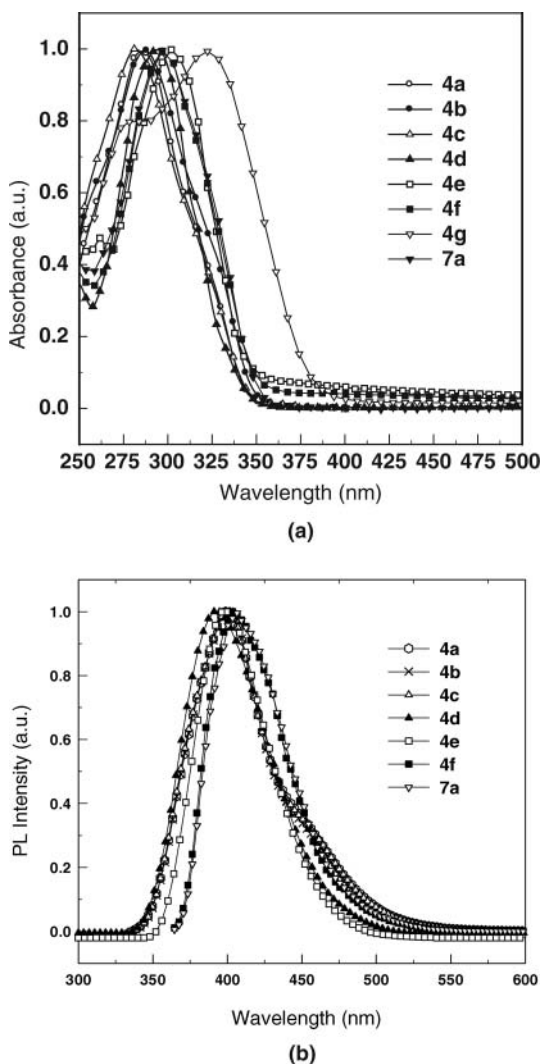 1.0
0.8
0.6
0.4
0.2
0.0
Absorbance (a.u.)
4a
4b
4c
4d
4e
4f
4g
7a
250 275 300 325 350 375 400 425 450 475 500
Wavelength (nm)
(a)
1.0
0.8
0.6
0.4
0.2
0.0
PL Intensity (a.u.)
4a
4b
4c
4d
4e
4f
7a
300 350 400 450 500 550 600
Wavelength (nm)
(b)